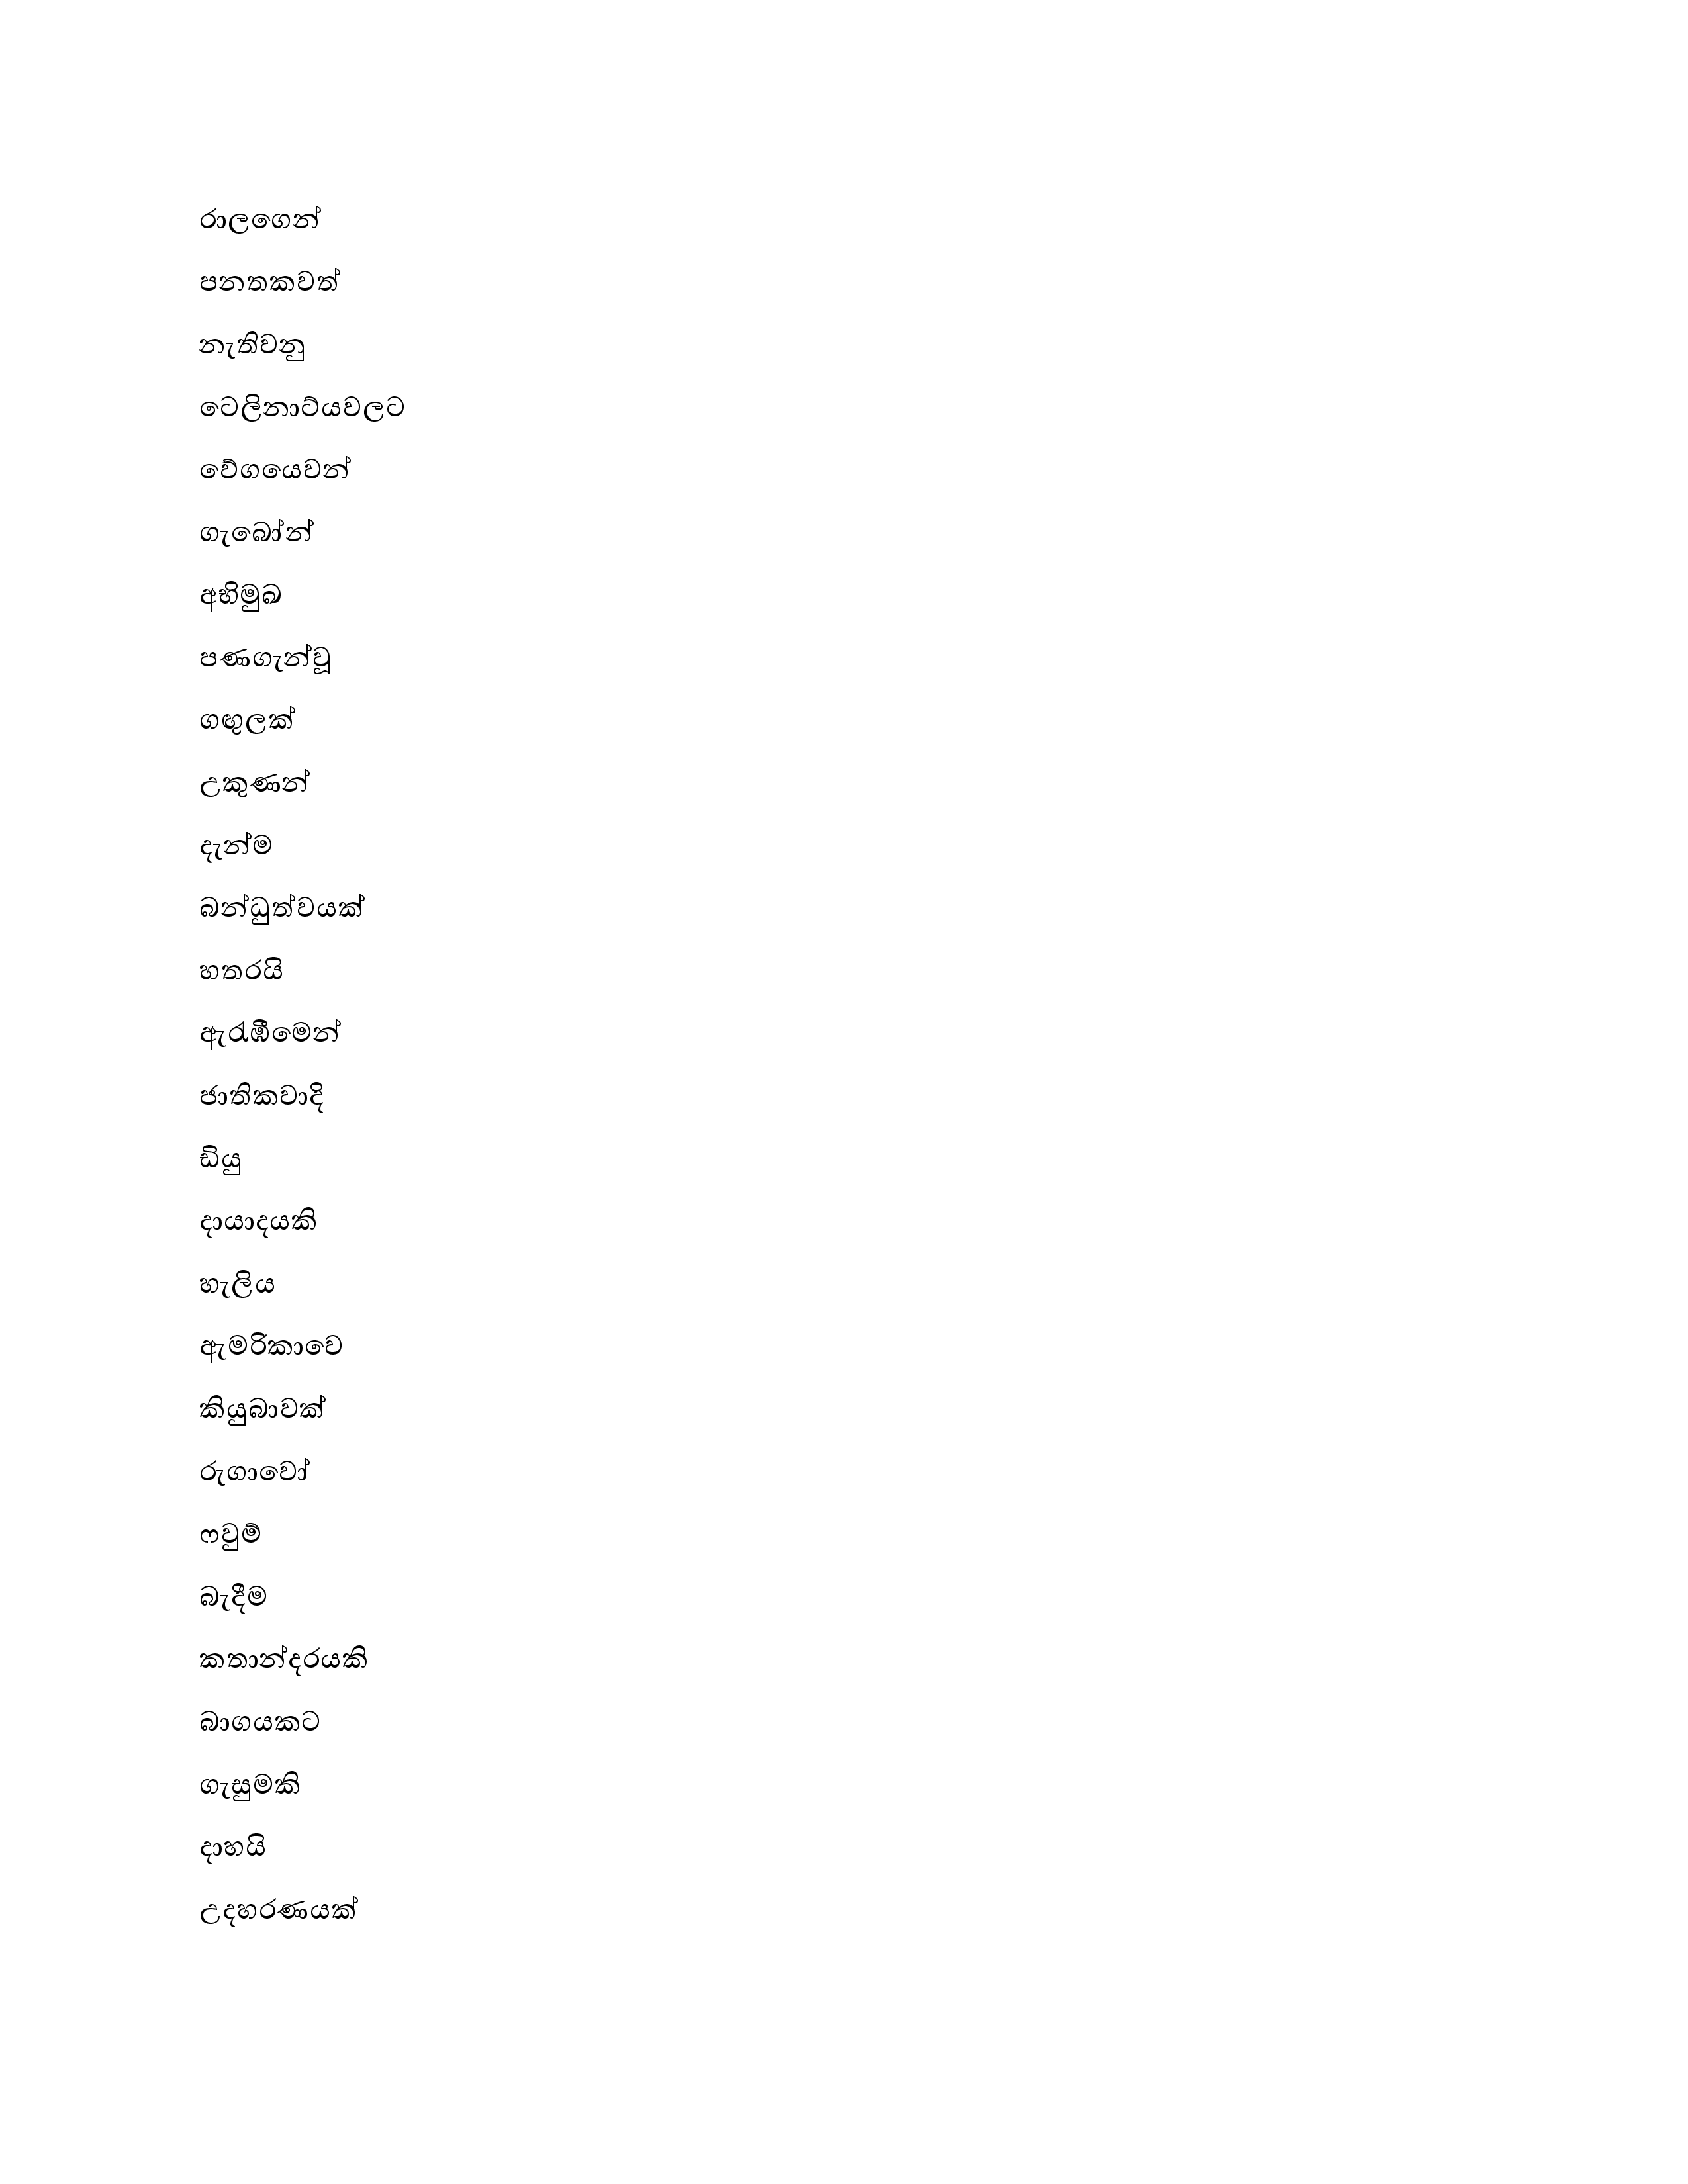 රාලගෙන්
පනතකවත්
නැතිවනු
ටෙලිනාට්යවලට
වේගයෙවන්
ගැබෝන්
අභිමුඛ
පණගැන්වූ
ගඟුලක්
උකුණන්
දැන්ම
බන්ධුත්වයක්
හතරයි
ඇරැඹීමෙන්
ජාතිකවාදි
ඩියු
දායාදයකි
හැලිය
ඇමරිකාවෙ
කියුබාවක්
රුගාවෝ
ෆවුම්
බැදීම
කතාන්දරයකි
බාගයකට
ගැසුමකි
දාහයි
උදහරණයක්